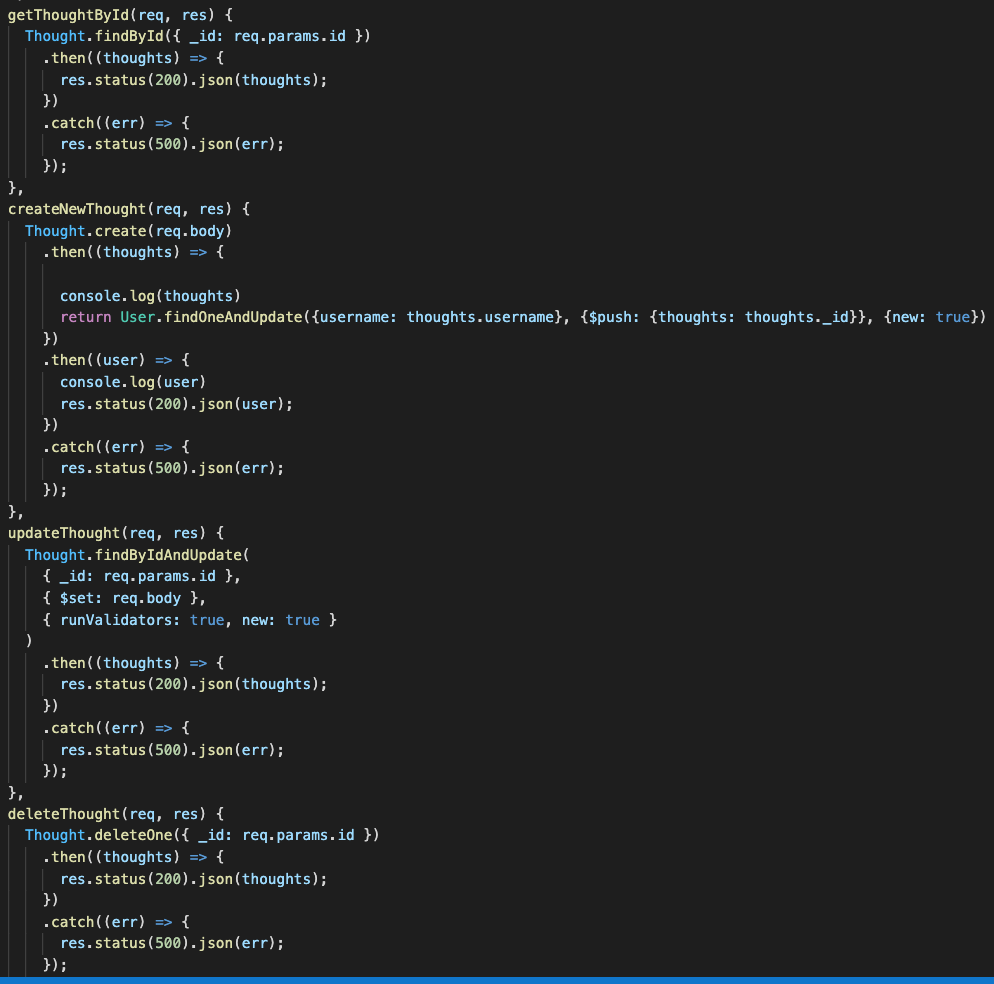 getThoughtById(req, res) {
  Thought.findById({ _id: req.params.id })
    .then((thoughts) => {
      res.status(200).json(thoughts);
    })
    .catch((err) => {
      res.status(500).json(err);
    });
},
createNewThought(req, res) {
  Thought.create(req.body)
    .then((thoughts) => {

      console.log(thoughts)
      return User.findOneAndUpdate({username: thoughts.username}, {$push: {thoughts: thoughts._id}}, {new: true})
    })
    .then((user) => {
      console.log(user)
      res.status(200).json(user);
    })
    .catch((err) => {
      res.status(500).json(err);
    });
},
updateThought(req, res) {
  Thought.findByIdAndUpdate(
    { _id: req.params.id },
    { $set: req.body },
    { runValidators: true, new: true }
  )
    .then((thoughts) => {
      res.status(200).json(thoughts);
    })
    .catch((err) => {
      res.status(500).json(err);
    });
},
deleteThought(req, res) {
  Thought.deleteOne({ _id: req.params.id })
    .then((thoughts) => {
      res.status(200).json(thoughts);
    })
    .catch((err) => {
      res.status(500).json(err);
    });